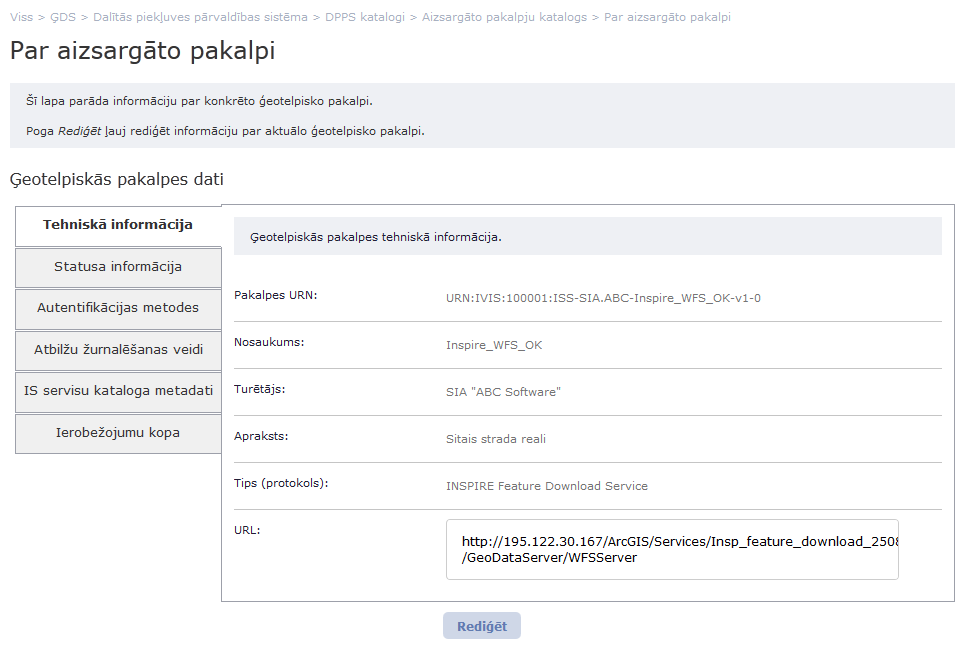 Viss > ĢDS > Dalītās piekļuves pārvaldības sistēma > DPPS katalogi > Aizsargāto pakalpju katalogs > Par aizsargāto pakalpi
Par aizsargāto pakalpi
Šī lapa parāda informāciju par konkrēto ģeotelpisko pakalpi.
Poga Rediģēt ļauj rediģēt informāciju par aktuālo ģeotelpisko pakalpi.
Ģeotelpiskās pakalpes dati
Tehniskā informācija
Statusa informācija
Autentifikācijas metodes
Atbilžu žurnalēšanas veidi
IS servisu kataloga metadati
Ierobežojumu kopa
Ģeotelpiskās pakalpes tehniskā informācija.
Pakalpes URN: URN:IVIS:100001:ISS-SIA.ABC-Inspire_WFS_OK-v1-0
Nosaukums: Inspire_WFS_OK
Turētājs: SIA "ABC Software"
Apraksts: Sitais strada reali
Tips (protokols): INSPIRE Feature Download Service
URL: http://195.122.30.167/ArcGIS/Services/Insp_feature_download_250
/GeoDataServer/WFSServer
Rediģēt